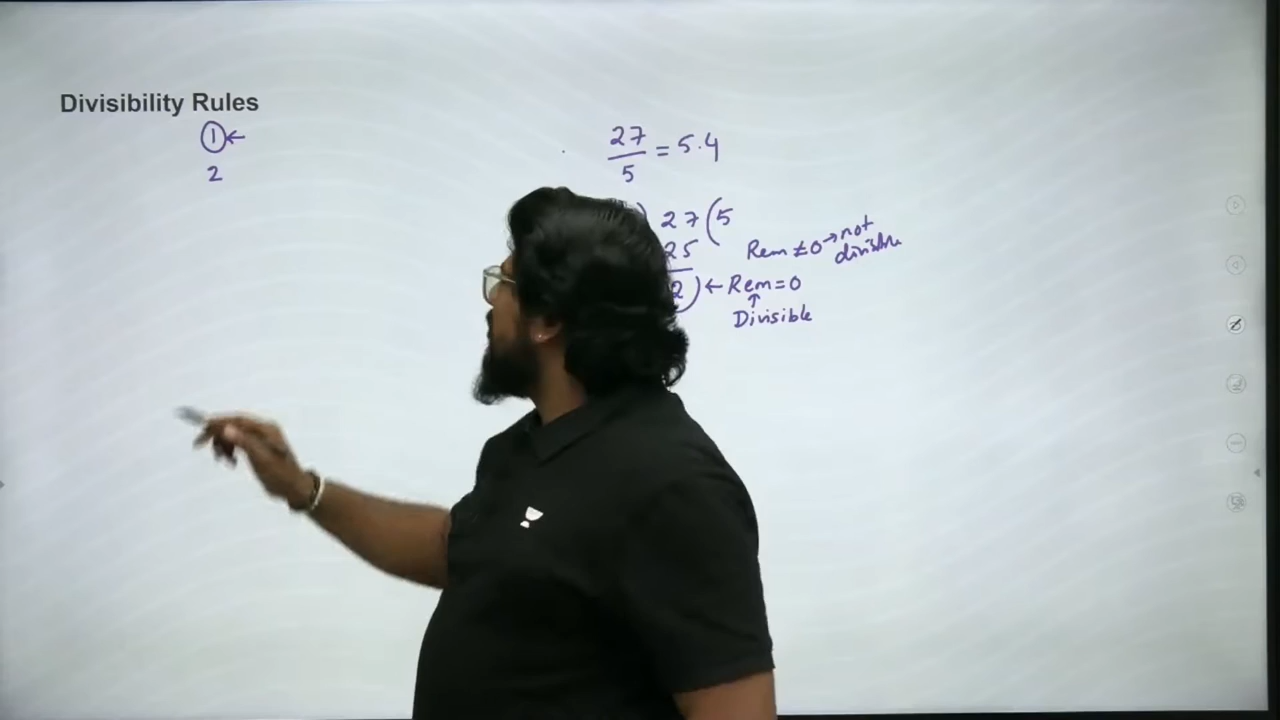 Divisibility Rules
1 ←
2
27
5 = 5.4
) 27 ( 5
25
2 ) ← Rem = 0
Rem ≠ 0 → not divisible
↑
Divisible